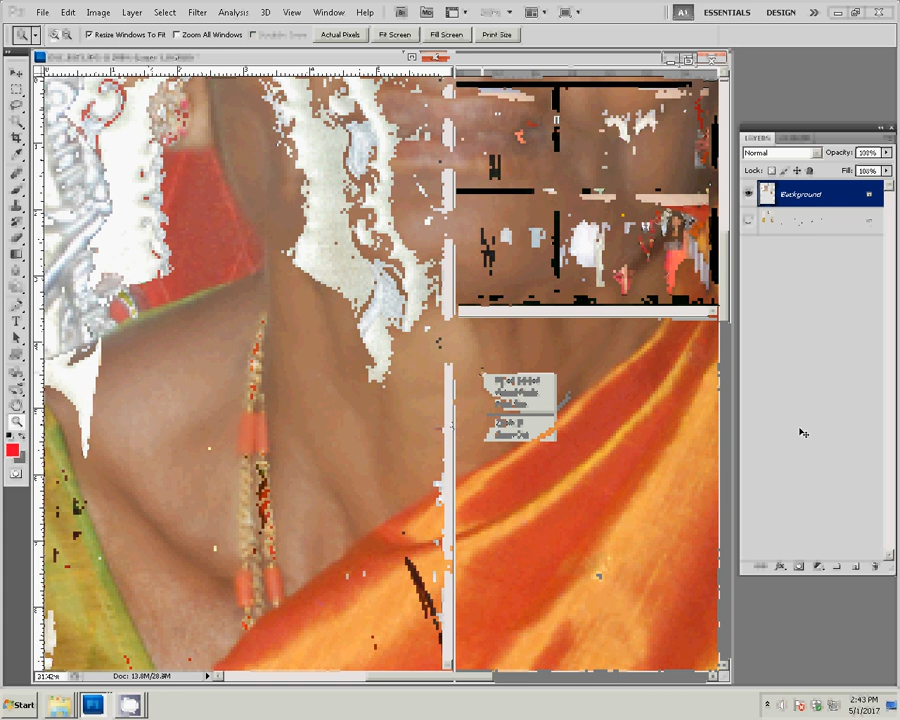 File Edit Image Layer Select Filter Analysis 3D View Window Help
ESSENTIALS DESIGN
Resize Windows To Fit Zoom All Windows Actual Pixels Fit Screen Fill Screen Print Size
LAYERS
Normal Opacity: 100%
Lock: Fill: 100%
Background
Doc: 13.8M/28.8M
Start
2:43 PM
5/1/2017